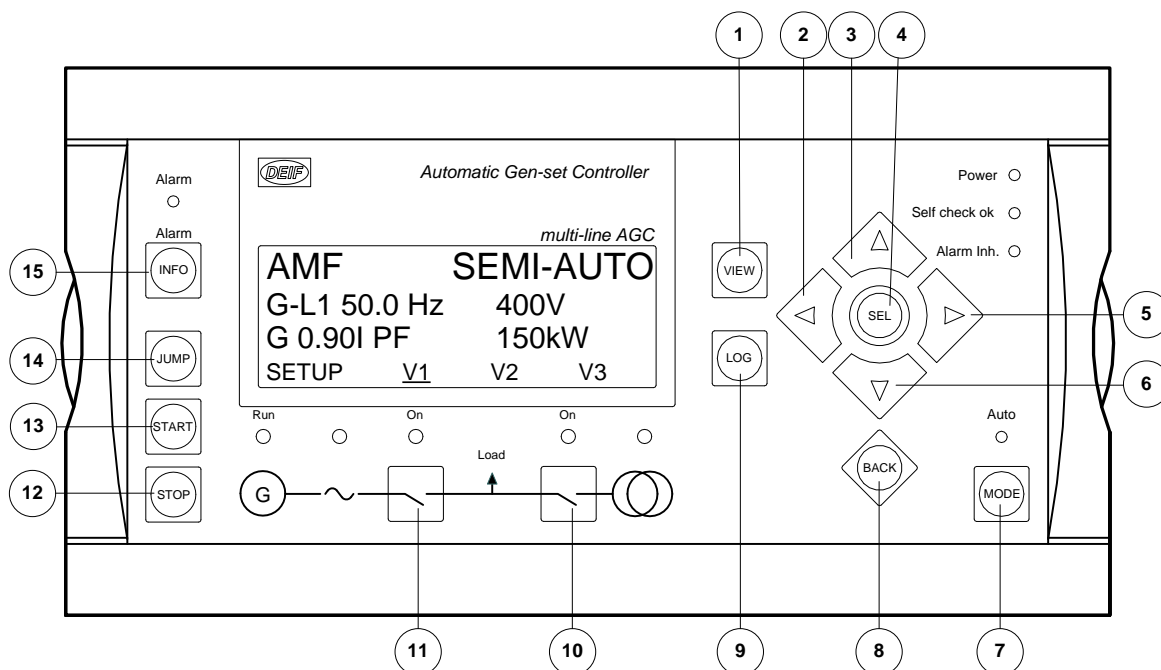 1 2 3 4
DEIF Automatic Gen-set Controller
multi-line AGC
Alarm
Alarm
INFO
15
AMF SEMI-AUTO
G-L1 50.0 Hz 400V
G 0.90I PF 150kW
SETUP V1 V2 V3
VIEW
LOG
SEL
Power
Self check ok
Alarm Inh.
5
6
JUMP
14
START
13
STOP
12
Run On On
Load
G
BACK
Auto
MODE
11 10 9 8 7